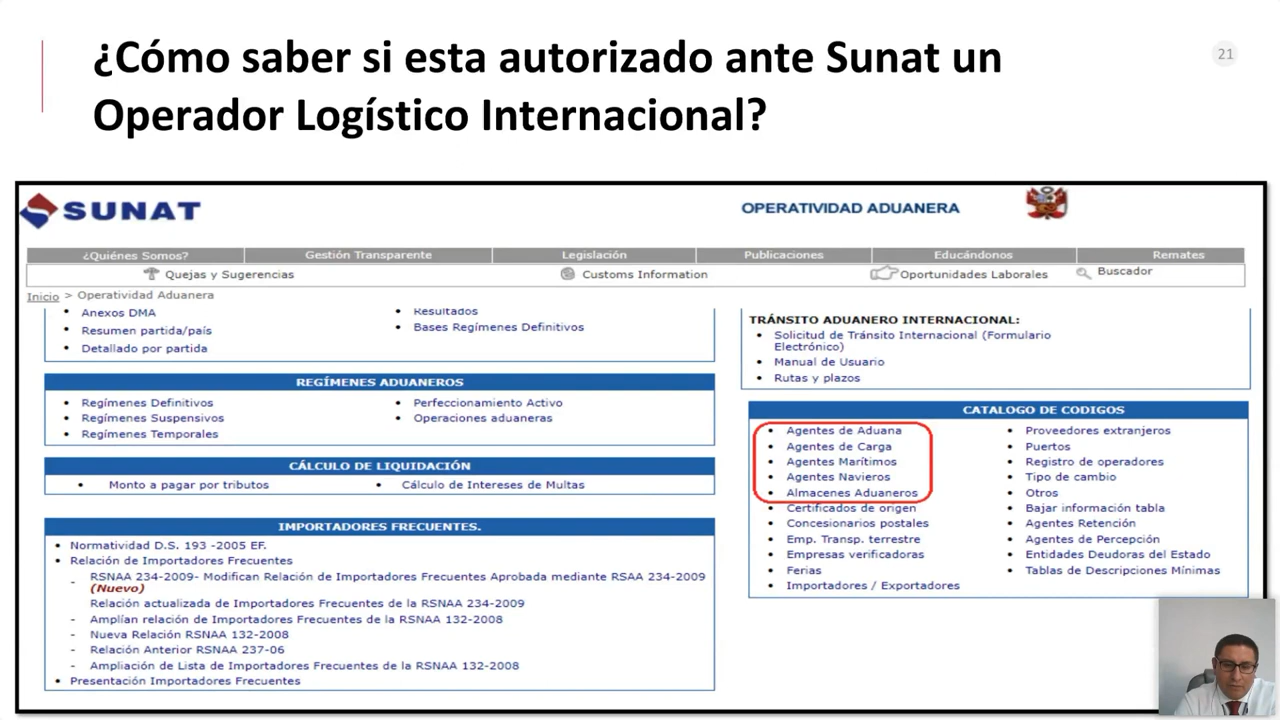 ¿Cómo saber si esta autorizado ante Sunat un
Operador Logístico Internacional?
21
SUNAT
OPERATIVIDAD ADUANERA
¿Quiénes Somos?
Gestión Transparente
Legislación
Publicaciones
Educándonos
Remates
Quejas y Sugerencias
Customs Information
Oportunidades Laborales
Buscador
Inicio > Operatividad Aduanera
Anexos DMA
Resumen partida/país
Detallado por partida
Resultados
Bases Regímenes Definitivos
REGÍMENES ADUANEROS
Regímenes Definitivos
Regímenes Suspensivos
Regímenes Temporales
Perfeccionamiento Activo
Operaciones aduaneras
CÁLCULO DE LIQUIDACIÓN
Monto a pagar por tributos
Cálculo de Intereses de Multas
IMPORTADORES FRECUENTES.
Normatividad D.S. 193 -2005 EF.
Relación de Importadores Frecuentes
- RSNAA 234-2009- Modifican Relación de Importadores Frecuentes Aprobada mediante RSAA 234-2009
(Nuevo)
Relación actualizada de Importadores Frecuentes de la RSNAA 234-2009
- Amplían relación de Importadores Frecuentes de la RSNAA 132-2008
- Nueva Relación RSNAA 132-2008
- Relación Anterior RSNAA 237-06
- Ampliación de Lista de Importadores Frecuentes de la RSNAA 132-2008
Presentación Importadores Frecuentes
TRÁNSITO ADUANERO INTERNACIONAL:
Solicitud de Tránsito Internacional (Formulario
Electrónico)
Manual de Usuario
Rutas y plazos
CATALOGO DE CODIGOS
Agentes de Aduana
Agentes de Carga
Agentes Marítimos
Agentes Navieros
Almacenes Aduaneros
Certificados de origen
Concesionarios postales
Emp. Transp. terrestre
Empresas verificadoras
Ferias
Importadores / Exportadores
Proveedores extranjeros
Puertos
Registro de operadores
Tipo de cambio
Otros
Bajar información tabla
Agentes Retención
Agentes de Percepción
Entidades Deudoras del Estado
Tablas de Descripciones Mínimas